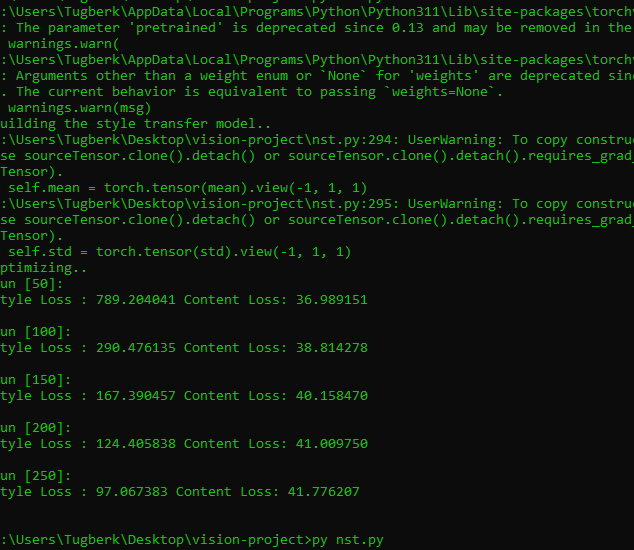 :\Users\Tugberk\AppData\Local\Programs\Python\Python311\Lib\site-packages\torchv
: The parameter 'pretrained' is deprecated since 0.13 and may be removed in the
warnings.warn(
:\Users\Tugberk\AppData\Local\Programs\Python\Python311\Lib\site-packages\torchv
: Arguments other than a weight enum or `None` for 'weights' are deprecated sinc
. The current behavior is equivalent to passing `weights=None`.
warnings.warn(msg)
uilding the style transfer model..
:\Users\Tugberk\Desktop\vision-project\nst.py:294: UserWarning: To copy construc
se sourceTensor.clone().detach() or sourceTensor.clone().detach().requires_grad_
Tensor).
self.mean = torch.tensor(mean).view(-1, 1, 1)
:\Users\Tugberk\Desktop\vision-project\nst.py:295: UserWarning: To copy construc
se sourceTensor.clone().detach() or sourceTensor.clone().detach().requires_grad_
Tensor).
self.std = torch.tensor(std).view(-1, 1, 1)
ptimizing..
un [50]:
tyle Loss : 789.204041 Content Loss: 36.989151
un [100]:
tyle Loss : 290.476135 Content Loss: 38.814278
un [150]:
tyle Loss : 167.390457 Content Loss: 40.158470
un [200]:
tyle Loss : 124.405838 Content Loss: 41.009750
un [250]:
tyle Loss : 97.067383 Content Loss: 41.776207
:\Users\Tugberk\Desktop\vision-project>py nst.py